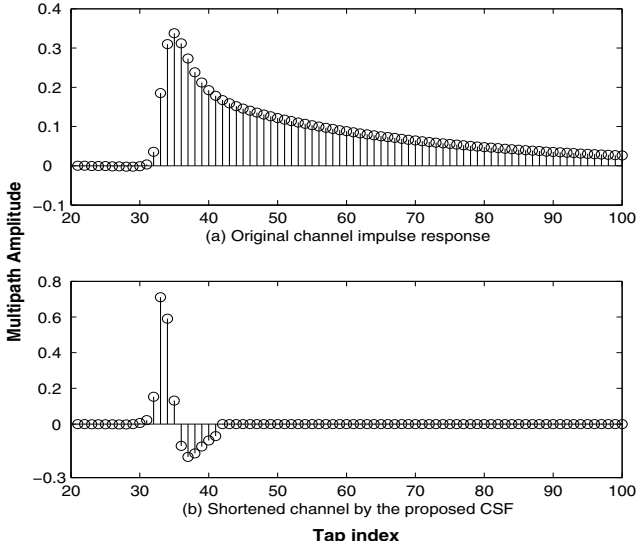 0.4
0.3
0.2
0.1
0
−0.1
20 30 40 50 60 70 80 90 100
(a) Original channel impulse response
Multipath Amplitude
0.8
0.6
0.4
0.2
0
−0.3
20 30 40 50 60 70 80 90 100
(b) Shortened channel by the proposed CSF
Tap index